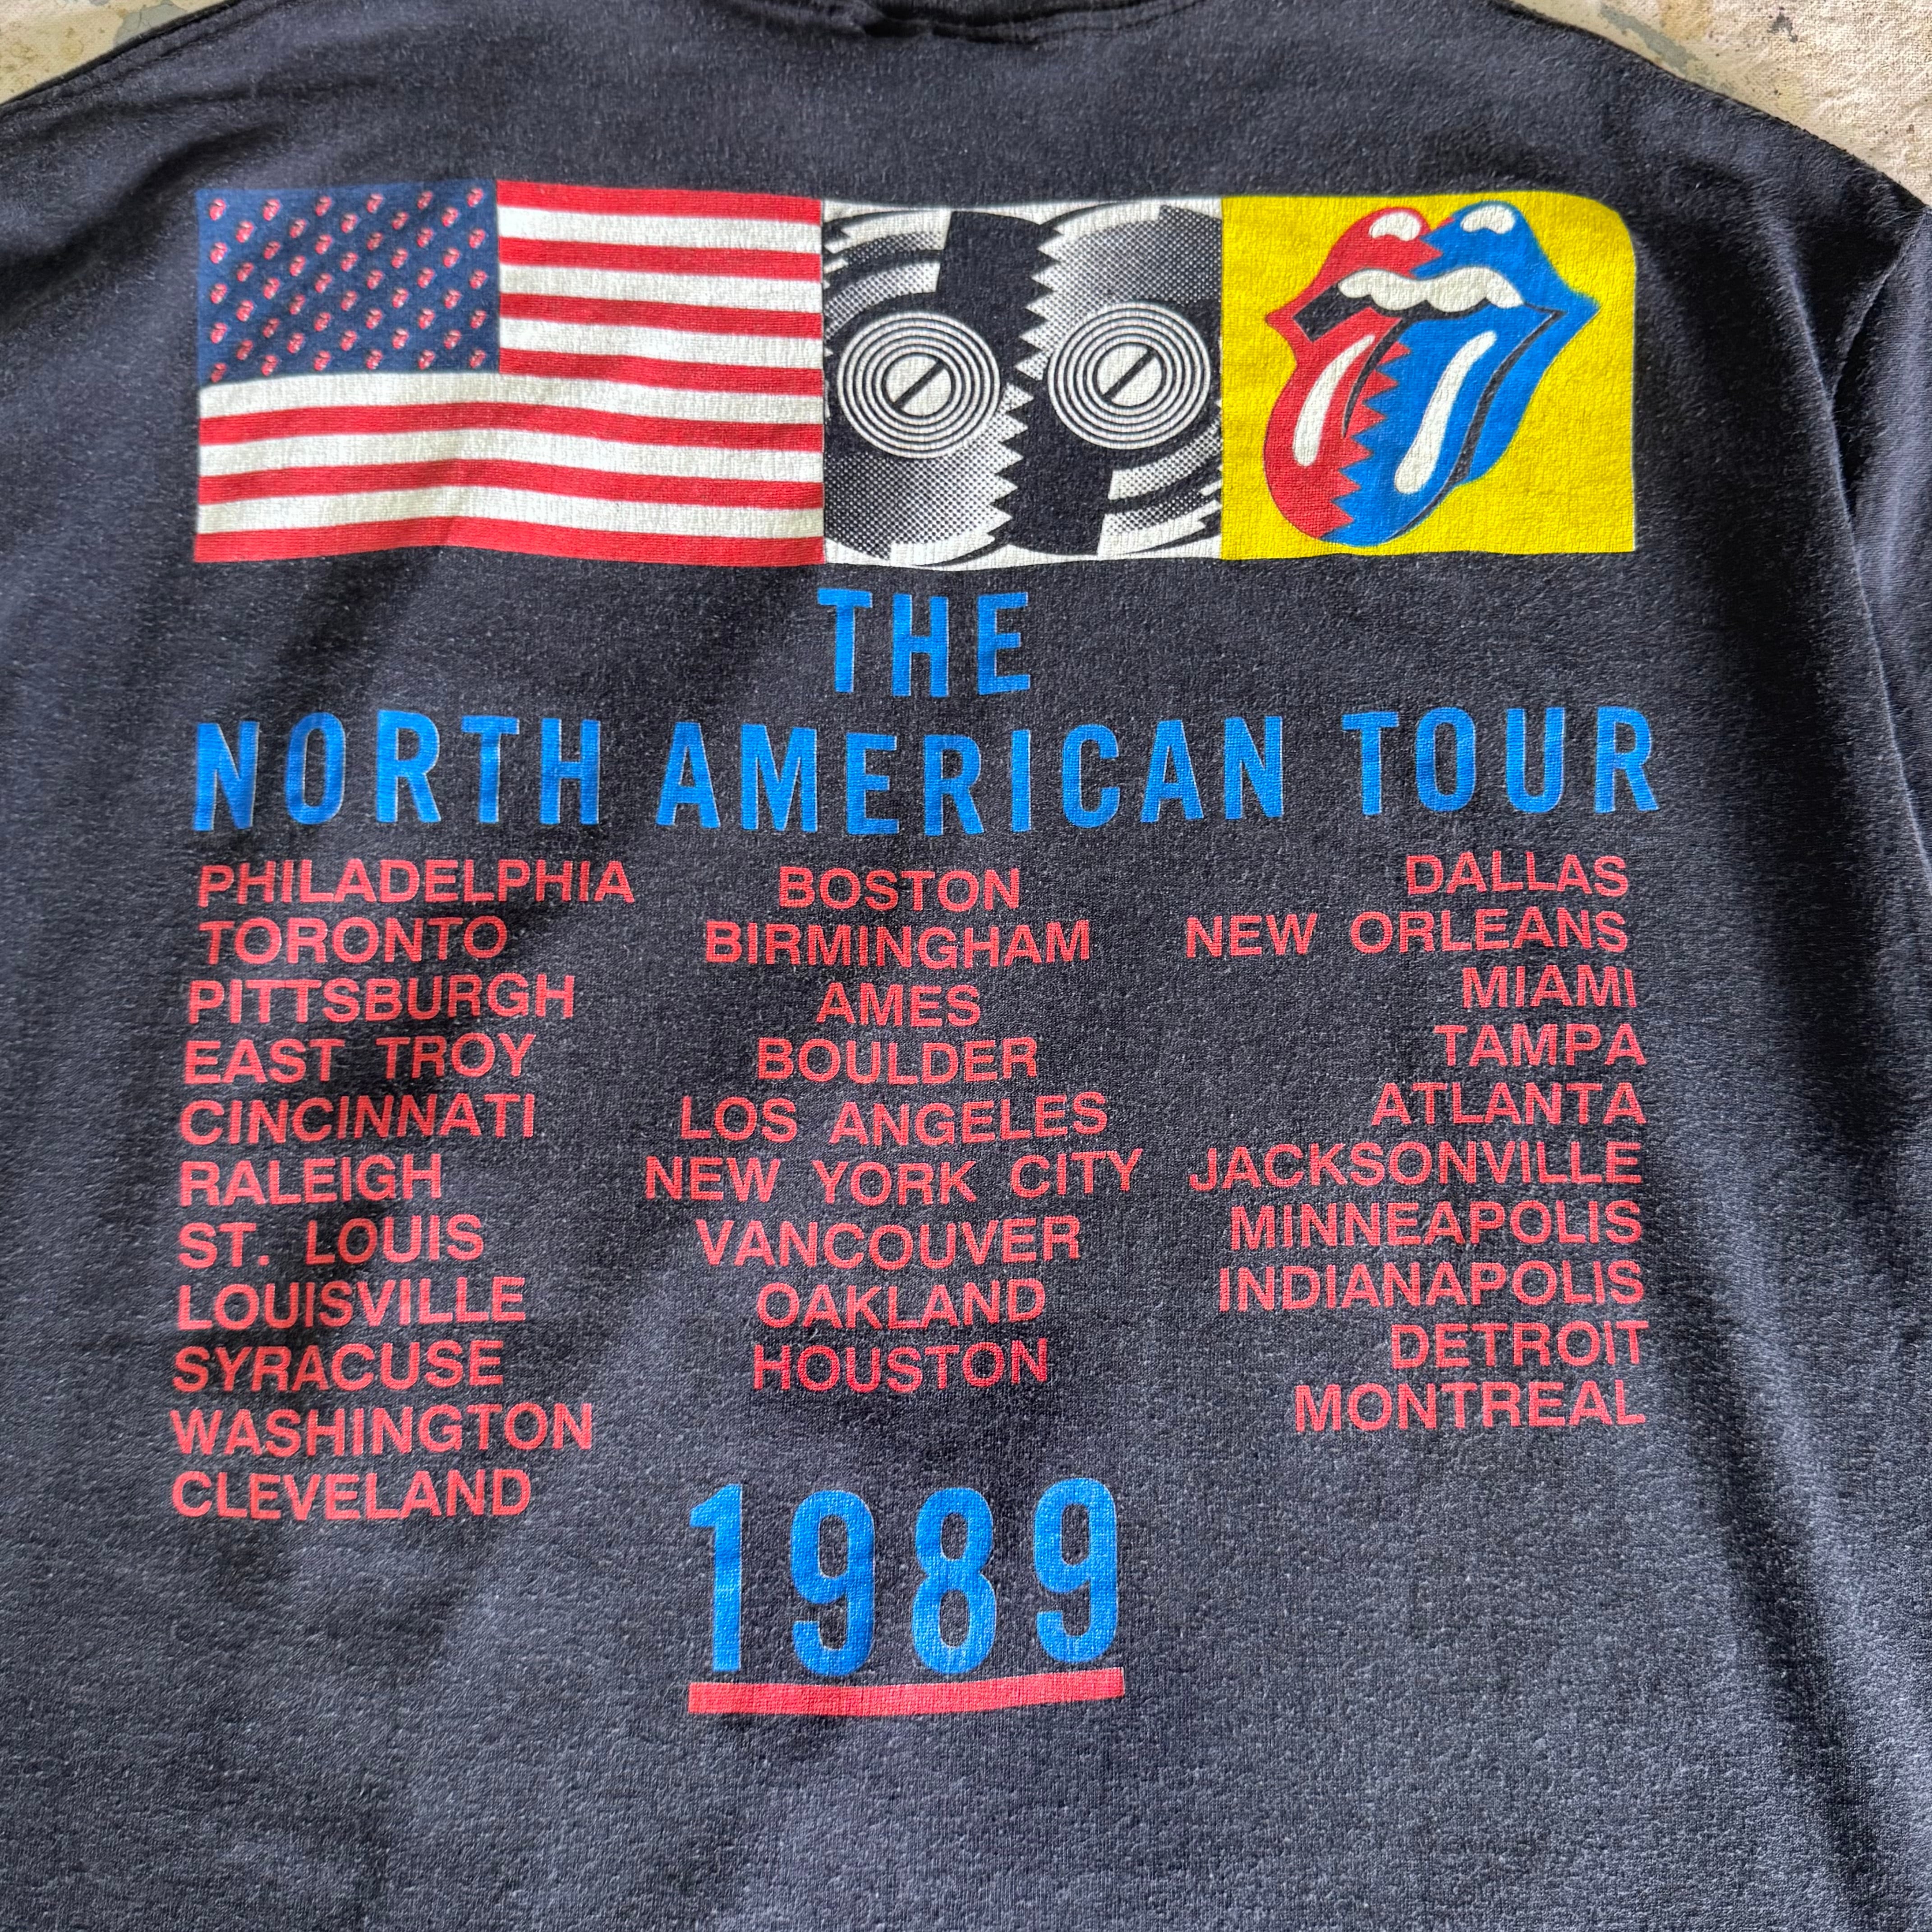 THE
NORTH AMERICAN TOUR
PHILADELPHIA
TORONTO
PITTSBURGH
EAST TROY
CINCINNATI
RALEIGH
ST. LOUIS
LOUISVILLE
SYRACUSE
WASHINGTON
CLEVELAND
BOSTON
BIRMINGHAM
AMES
BOULDER
LOS ANGELES
NEW YORK CITY
VANCOUVER
OAKLAND
HOUSTON
DALLAS
NEW ORLEANS
MIAMI
TAMPA
ATLANTA
JACKSONVILLE
MINNEAPOLIS
INDIANAPOLIS
DETROIT
MONTREAL
1989